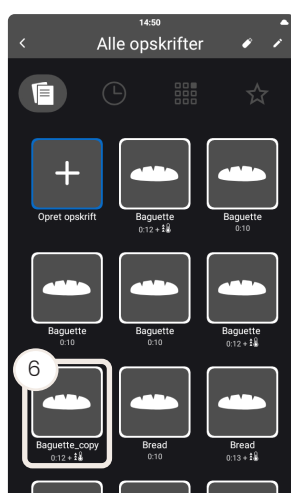 14:50
Alle opskrifter
Opret opskrift Baguette Baguette
0:12 + 0:10
Baguette Baguette Baguette
0:10 0:10 0:12 +
6
Baguette_copy Bread Bread
0:12 + 0:10 0:13 +